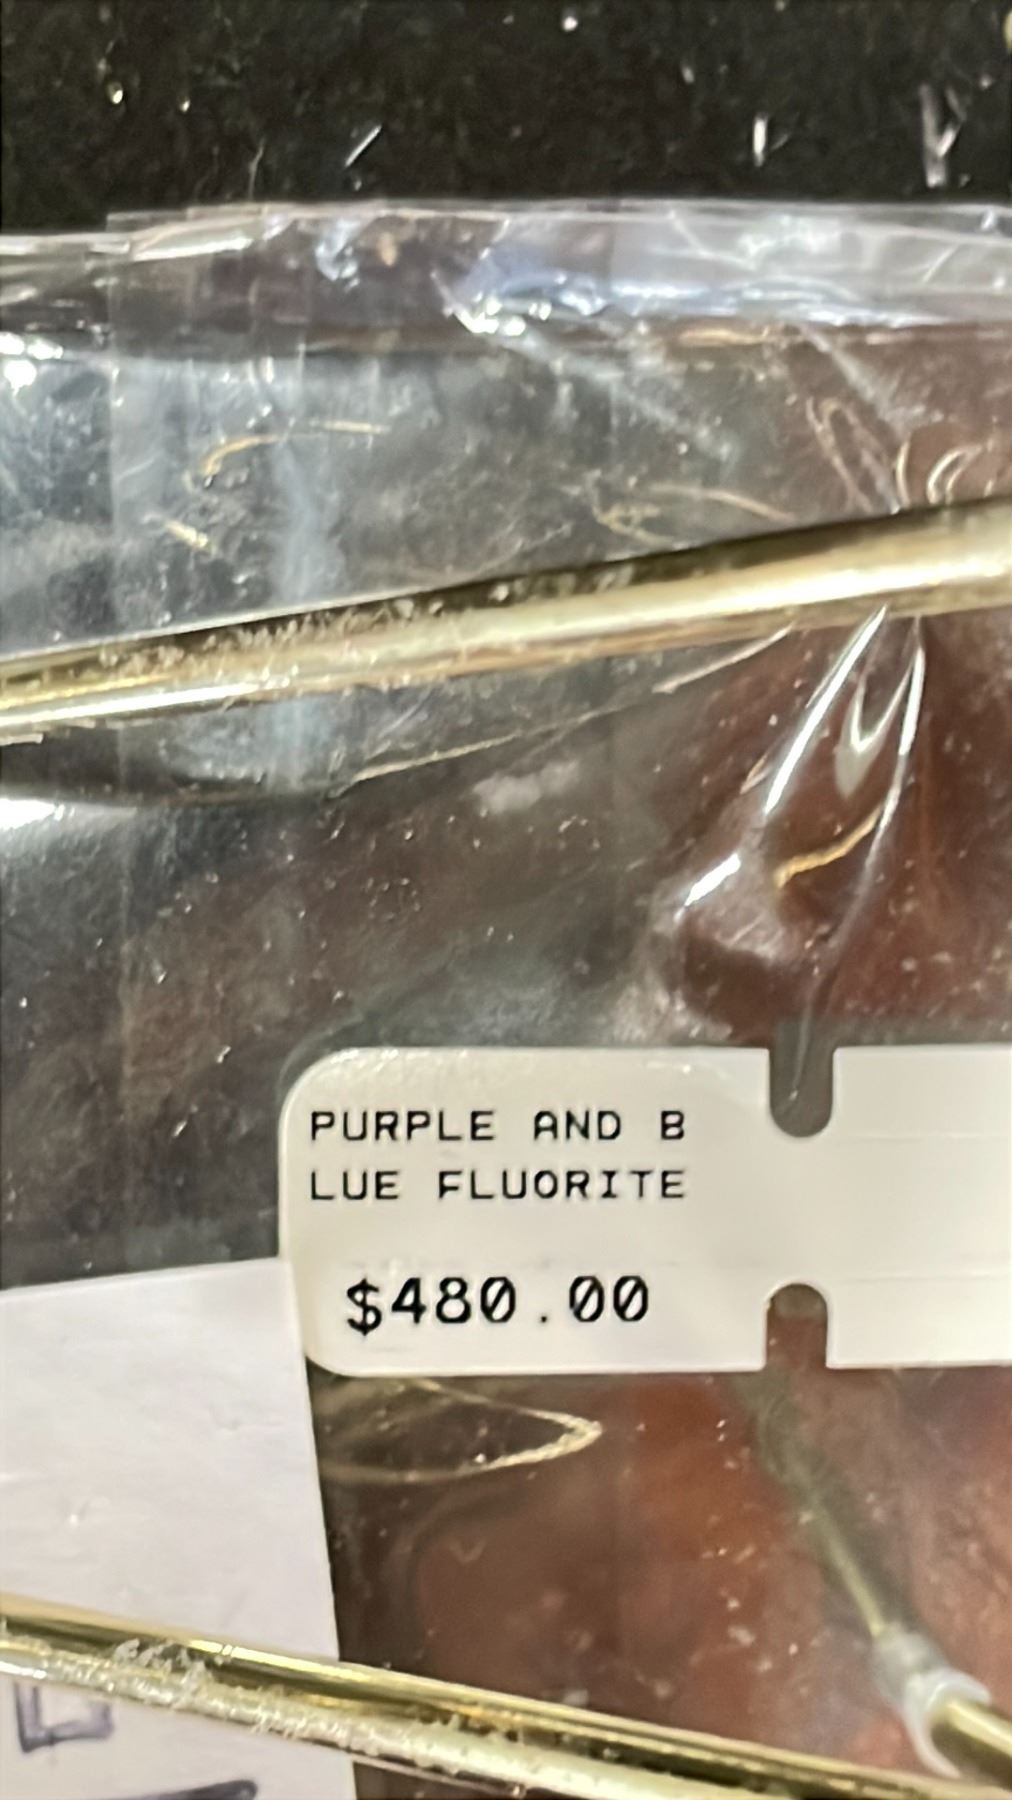 PURPLE AND B
LUE FLUORITE
$480.00